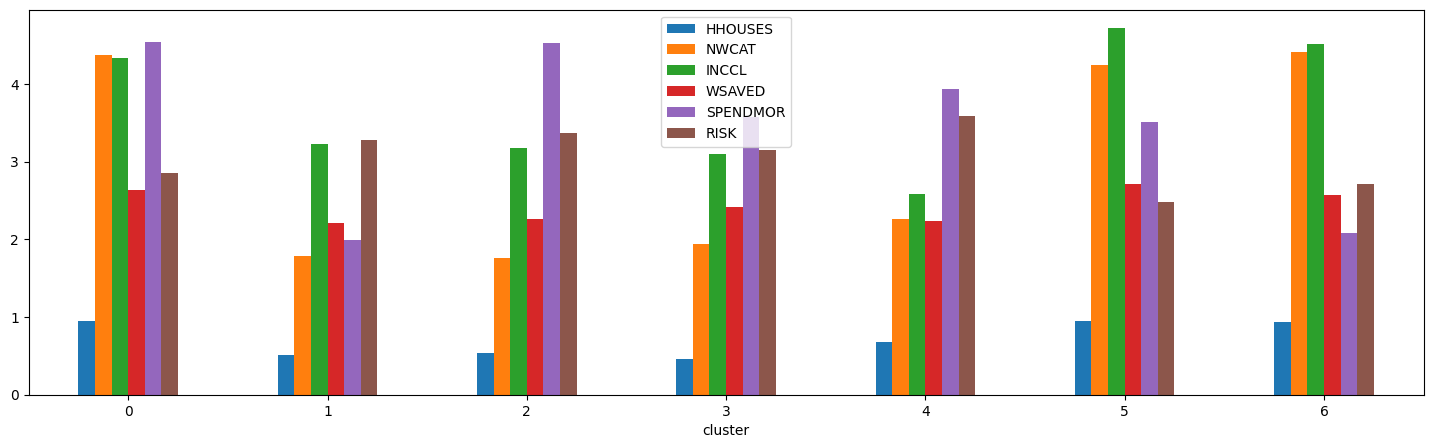 HHOUSES
NWCAT
INCCL
WSAVED
SPENDMOR
RISK
4
3
2
1
0
0 1 2 3 4 5 6
cluster